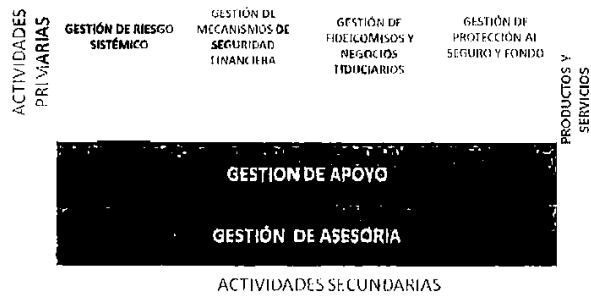 ACTIVIDADES
PRIMARIAS
GESTIÓN DE RIESGO
SISTÉMICO
GESTIÓN DE
MECANISMOS DE
SEGURIDAD
FINANCIERA
GESTIÓN DE
FIDEICOMISOS Y
NEGOCIOS
FIDUCIARIOS
GESTIÓN DE
PROTECCIÓN AL
SEGURO Y FONDO
PRODUCTOS Y
SERVICIOS
GESTION DE APOYO
GESTIÓN DE ASESORIA
ACTIVIDADES SECUNDARIAS